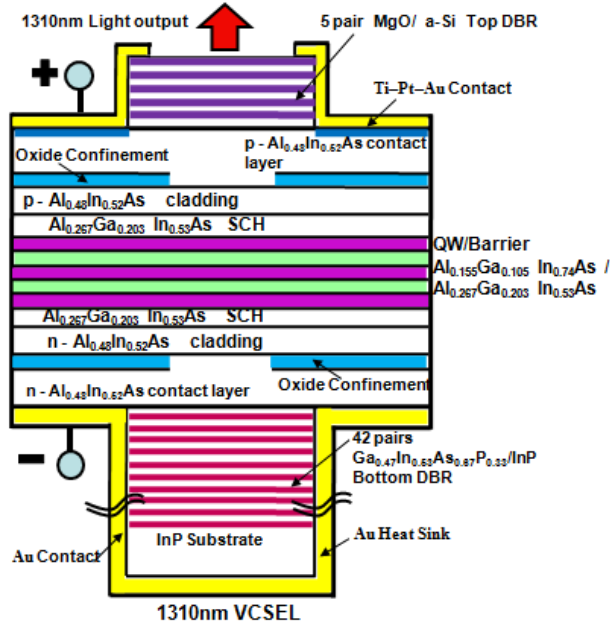 1310nm Light output
5 pair MgO/ a-Si Top DBR
+
Ti–Pt–Au Contact
p - Al0.48In0.52As contact
layer
Oxide Confinement
p - Al0.48In0.52As cladding
Al0.267Ga0.203 In0.53As SCH
QW/Barrier
Al0.155Ga0.105 In0.74As /
Al0.267Ga0.203 In0.53As
Al0.267Ga0.203 In0.53As SCH
n - Al0.48In0.52As cladding
Oxide Confinement
n - Al0.48In0.52As contact layer
-
42 pairs
Ga0.47In0.53As0.67P0.33/InP
Bottom DBR
InP Substrate
Au Contact
Au Heat Sink
1310nm VCSEL